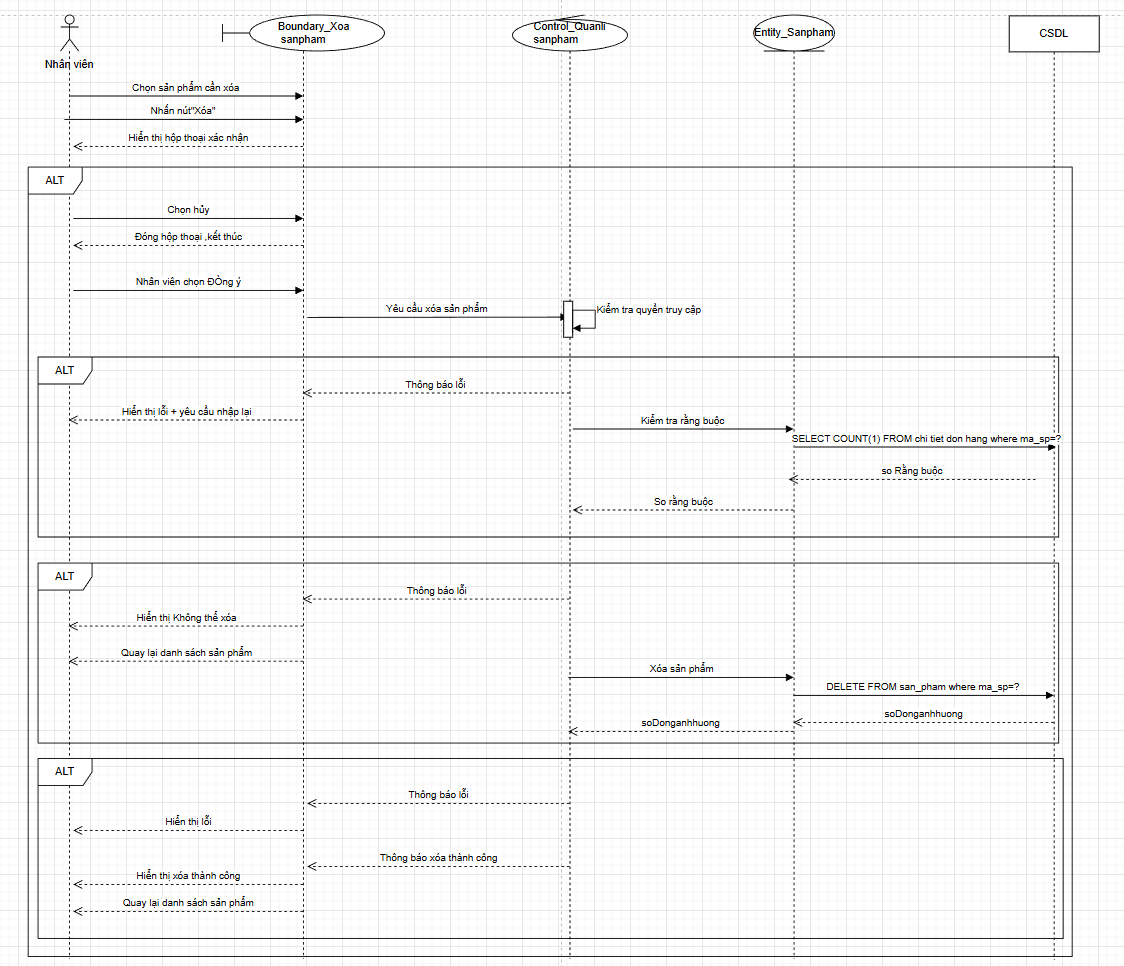 Boundary_Xoa
sanpham
Control_Quanli
sanpham
Entity_Sanpham
CSDL
Nhân viên
Chọn sản phẩm cần xóa
Nhấn nút"Xóa"
Hiển thị hộp thoại xác nhận
ALT
Chọn hủy
Đóng hộp thoại ,kết thúc
Nhân viên chọn ĐỒng ý
Yêu cầu xóa sản phẩm
Kiểm tra quyền truy cập
ALT
Thông báo lỗi
Hiển thị lỗi + yêu cầu nhập lại
Kiểm tra rằng buộc
SELECT COUNT(1) FROM chi tiet don hang where ma_sp=?
so Rằng buộc
So rằng buộc
ALT
Thông báo lỗi
Hiển thị Không thể xóa
Quay lại danh sách sản phẩm
Xóa sản phẩm
DELETE FROM san_pham where ma_sp=?
soDonganhhuong
soDonganhhuong
ALT
Thông báo lỗi
Hiển thị lỗi
Thông báo xóa thành công
Hiển thị xóa thành công
Quay lại danh sách sản phẩm